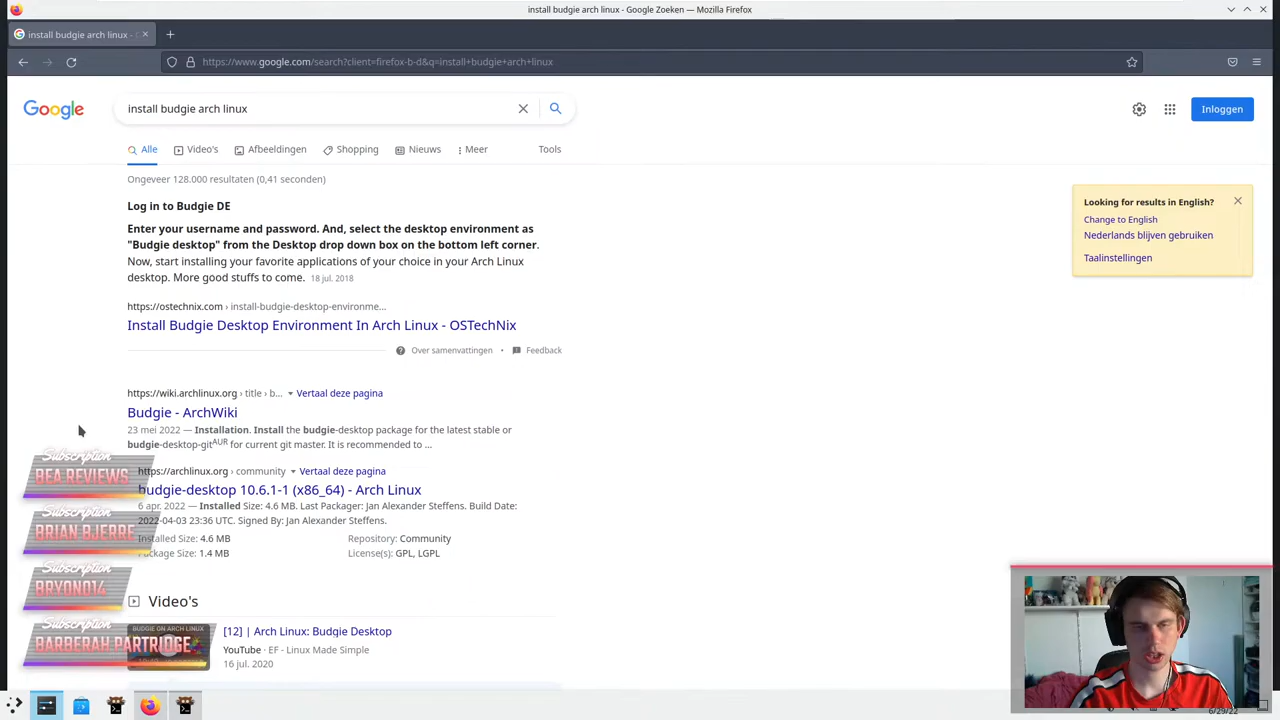 install budgie arch linux - Google Zoeken — Mozilla Firefox
install budgie arch linux -
https://www.google.com/search?client=firefox-b-d&q=install+budgie+arch+linux
Google
install budgie arch linux
Inloggen
Alle
Video's
Afbeeldingen
Shopping
Nieuws
Meer
Tools
Ongeveer 128.000 resultaten (0,41 seconden)
Looking for results in English?
Change to English
Nederlands blijven gebruiken
Taalinstellingen
Log in to Budgie DE
Enter your username and password. And, select the desktop environment as
"Budgie desktop" from the Desktop drop down box on the bottom left corner.
Now, start installing your favorite applications of your choice in your Arch Linux
desktop. More good stuffs to come. 18 jul. 2018
https://ostechnix.com › install-budgie-desktop-environme...
Install Budgie Desktop Environment In Arch Linux - OSTechNix
Over samenvattingen • Feedback
https://wiki.archlinux.org › title › b... Vertaal deze pagina
Budgie - ArchWiki
23 mei 2022 — Installation. Install the budgie-desktop package for the latest stable or
budgie-desktop-gitAUR for current git master. It is recommended to ...
https://archlinux.org › community Vertaal deze pagina
budgie-desktop 10.6.1-1 (x86_64) - Arch Linux
6 apr. 2022 — Installed Size: 4.6 MB. Last Packager: Jan Alexander Steffens. Build Date:
2022-04-03 23:36 UTC. Signed By: Jan Alexander Steffens.
Installed Size: 4.6 MB
Repository: Community
Package Size: 1.4 MB
License(s): GPL, LGPL
Video's
BUDGIE ON ARCH LINUX
[12] | Arch Linux: Budgie Desktop
YouTube · EF - Linux Made Simple
16 jul. 2020
Subscription
BEA REVIEWS
Subscription
BRIAN BJERRE
Subscription
BRYON014
Subscription
BARBERAH PARTRIDGE
6/29/22